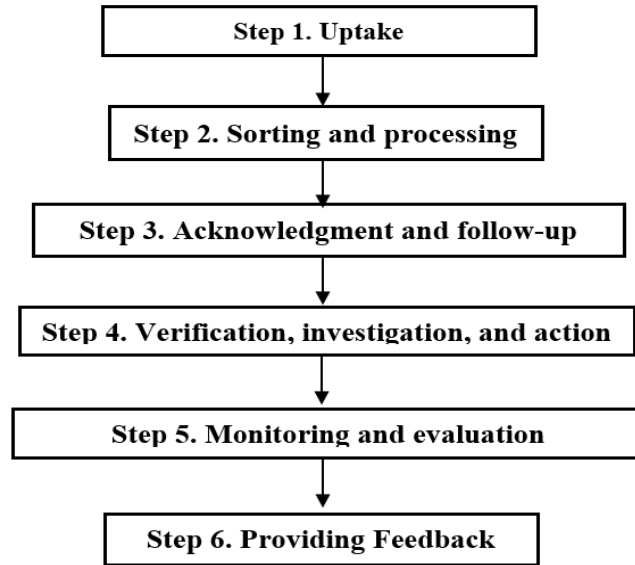 Step 1. Uptake
Step 2. Sorting and processing
Step 3. Acknowledgment and follow-up
Step 4. Verification, investigation, and action
Step 5. Monitoring and evaluation
Step 6. Providing Feedback